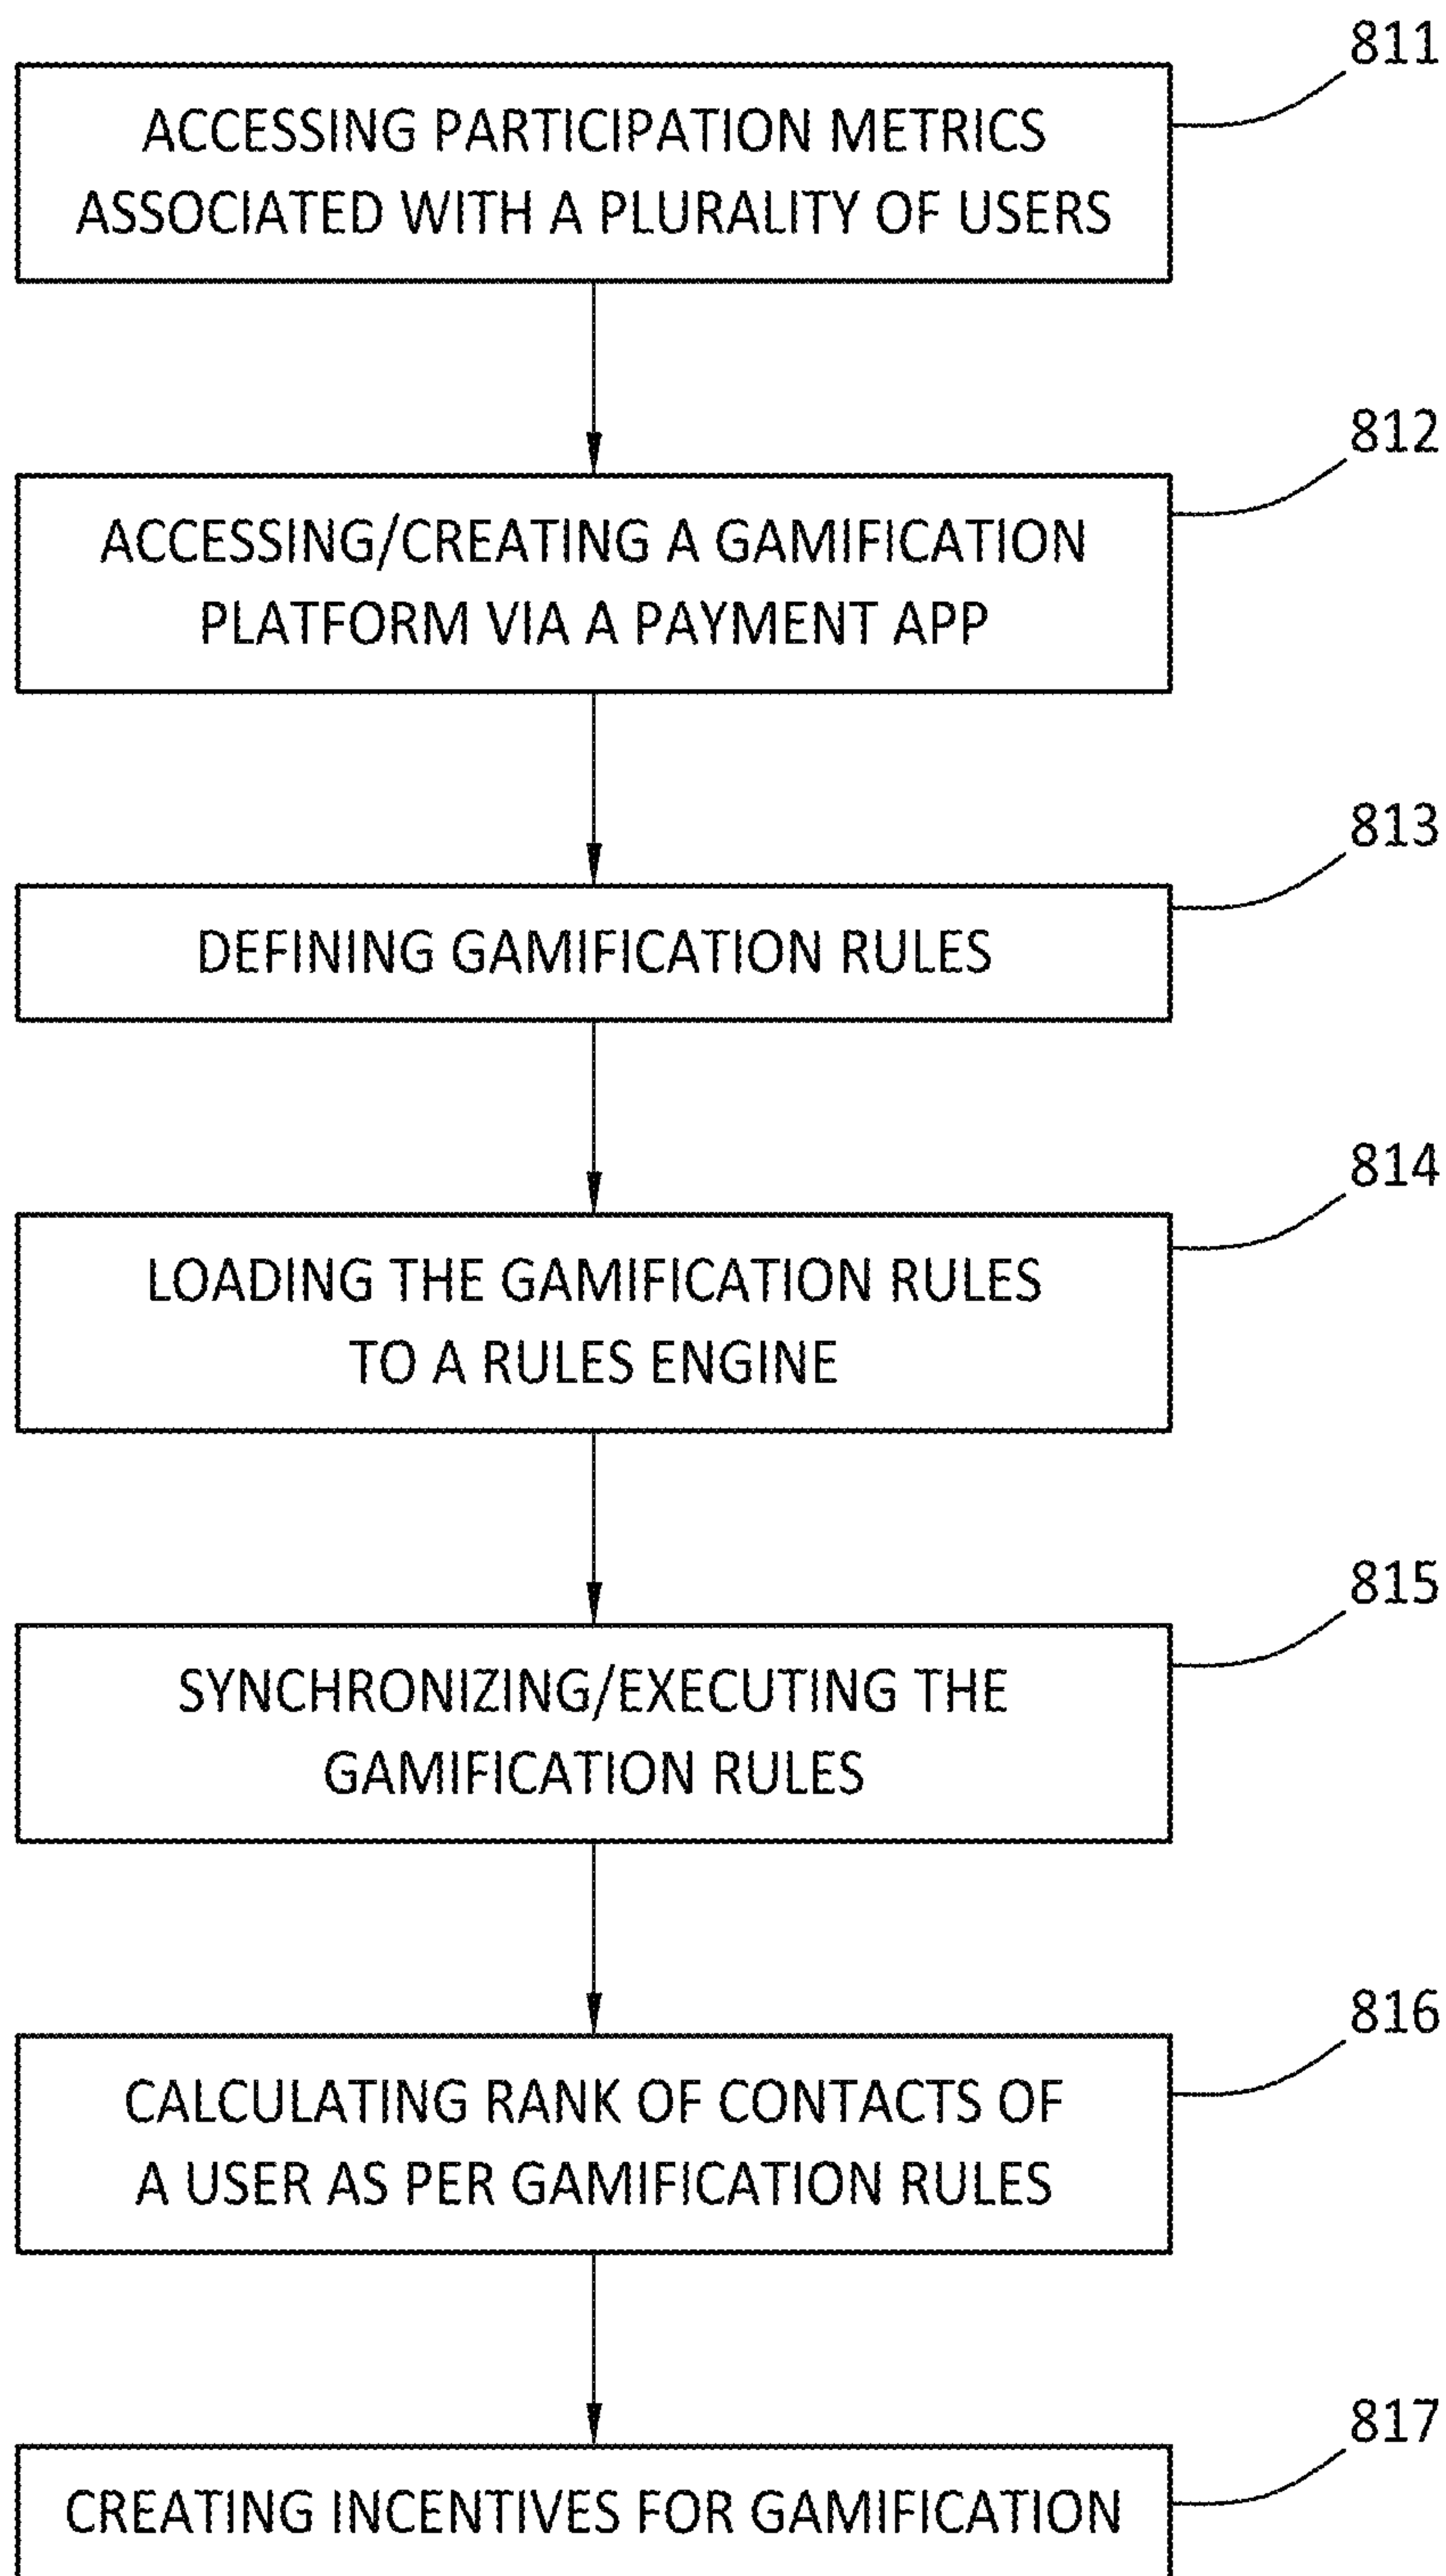 811
ACCESSING PARTICIPATION METRICS
ASSOCIATED WITH A PLURALITY OF USERS
812
ACCESSING/CREATING A GAMIFICATION
PLATFORM VIA A PAYMENT APP
813
DEFINING GAMIFICATION RULES
814
LOADING THE GAMIFICATION RULES
TO A RULES ENGINE
815
SYNCHRONIZING/EXECUTING THE
GAMIFICATION RULES
816
CALCULATING RANK OF CONTACTS OF
A USER AS PER GAMIFICATION RULES
817
CREATING INCENTIVES FOR GAMIFICATION